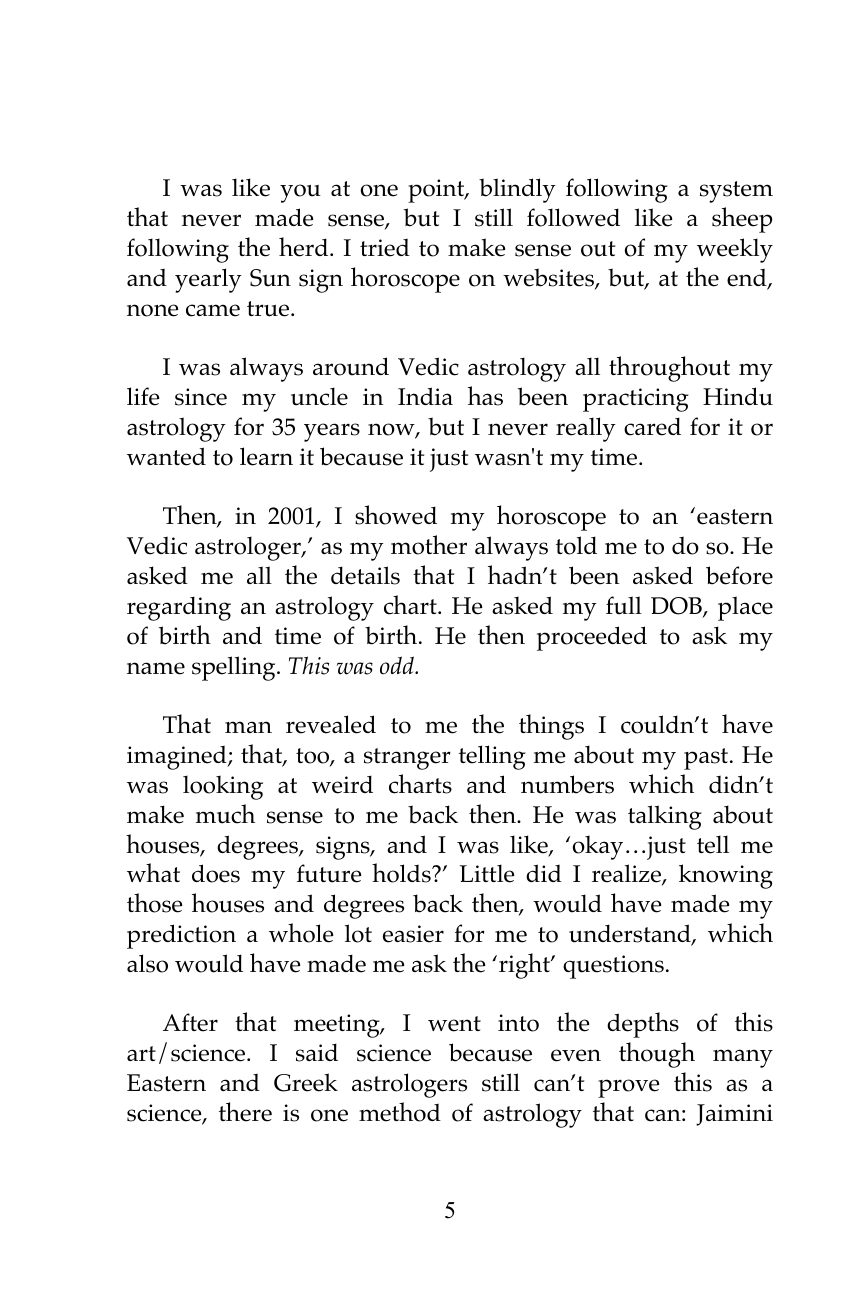 I was like you at one point, blindly following a system
that never made sense, but I still followed like a sheep
following the herd. I tried to make sense out of my weekly
and yearly Sun sign horoscope on websites, but, at the end,
none came true.
I was always around Vedic astrology all throughout my
life since my uncle in India has been practicing Hindu
astrology for 35 years now, but I never really cared for it or
wanted to learn it because it just wasn't my time.
Then, in 2001, I showed my horoscope to an ‘eastern
Vedic astrologer,’ as my mother always told me to do so. He
asked me all the details that I hadn’t been asked before
regarding an astrology chart. He asked my full DOB, place
of birth and time of birth. He then proceeded to ask my
name spelling. This was odd.
That man revealed to me the things I couldn’t have
imagined; that, too, a stranger telling me about my past. He
was looking at weird charts and numbers which didn’t
make much sense to me back then. He was talking about
houses, degrees, signs, and I was like, ‘okay…just tell me
what does my future holds?’ Little did I realize, knowing
those houses and degrees back then, would have made my
prediction a whole lot easier for me to understand, which
also would have made me ask the ‘right’ questions.
After that meeting, I went into the depths of this
art/science. I said science because even though many
Eastern and Greek astrologers still can’t prove this as a
science, there is one method of astrology that can: Jaimini
5